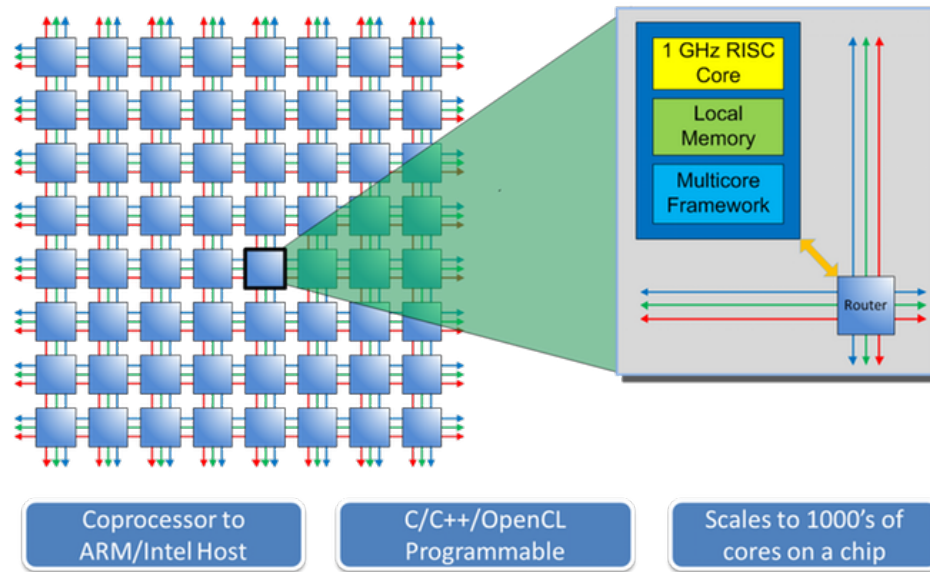 1 GHz RISC
Core
Local
Memory
Multicore
Framework
Router
Coprocessor to
ARM/Intel Host
C/C++/OpenCL
Programmable
Scales to 1000's of
cores on a chip